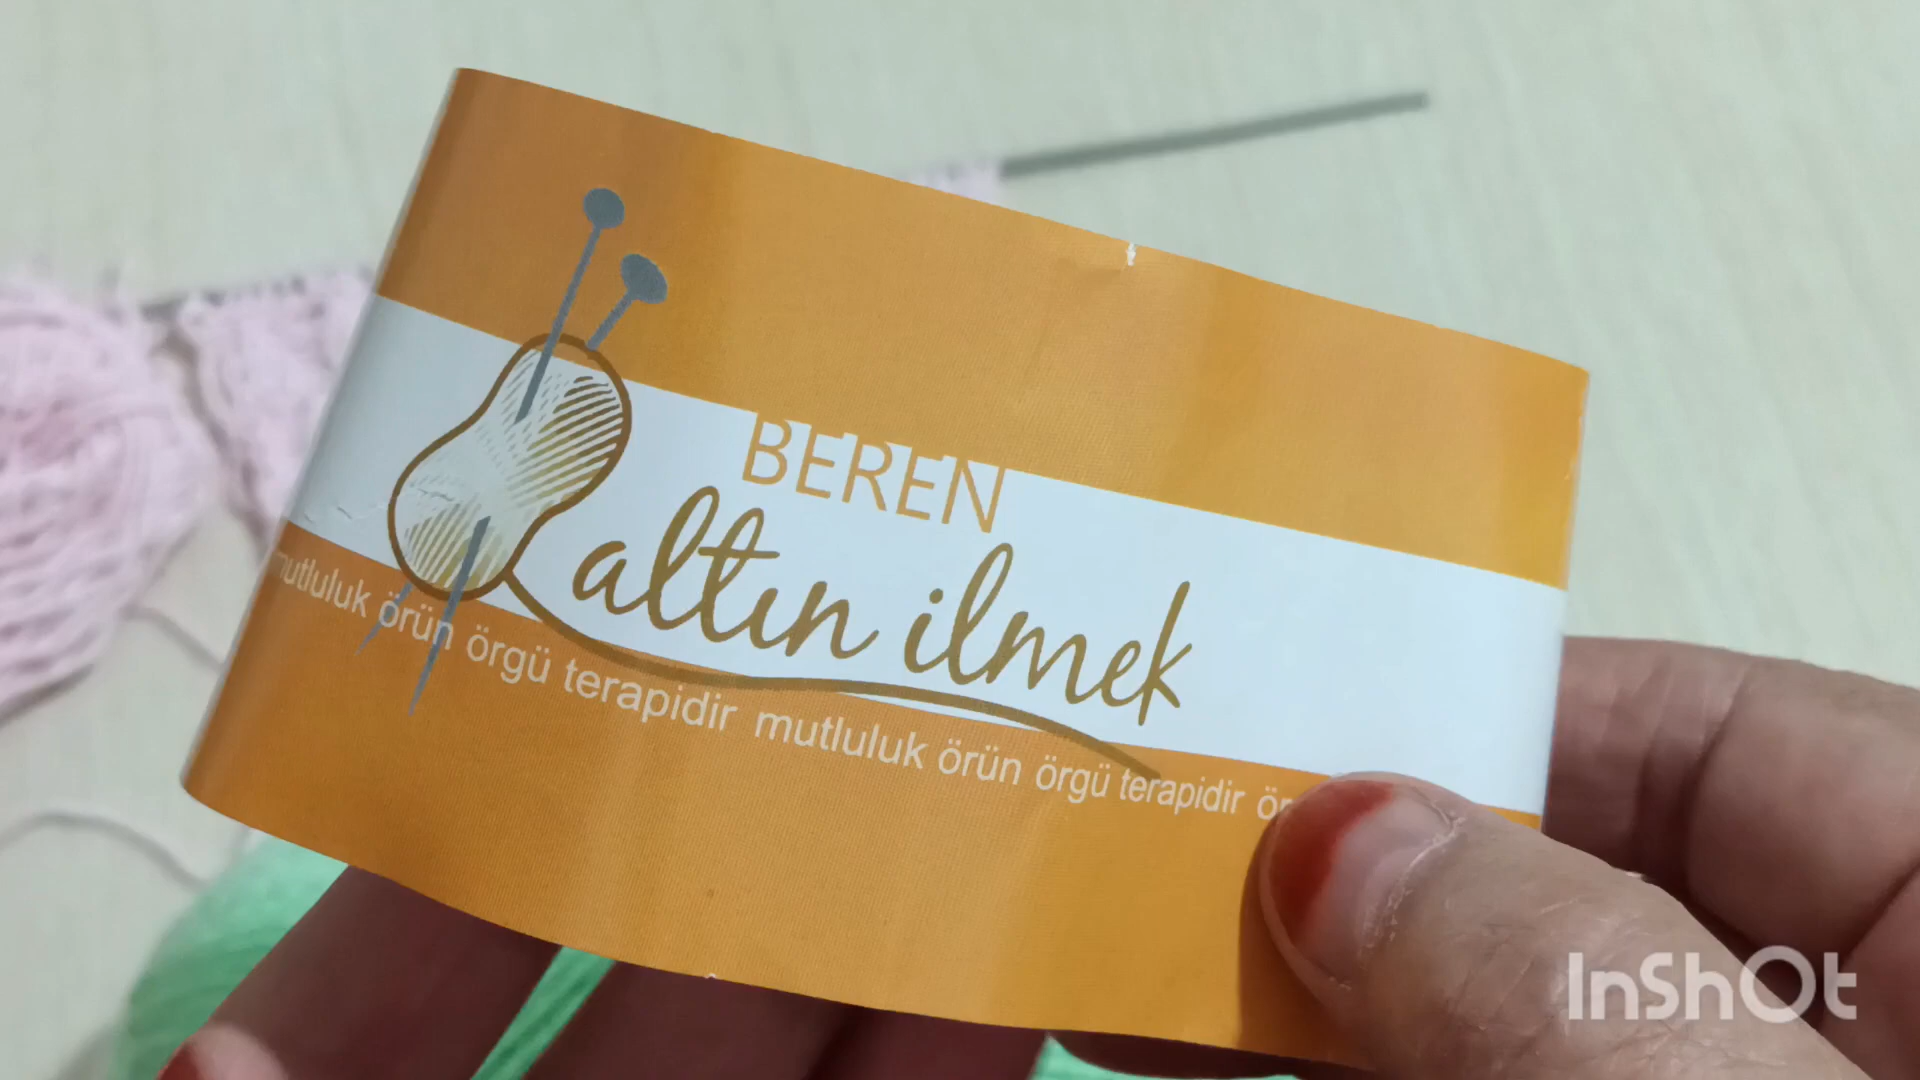 BEREN
altın ilmek
mutluluk örün örgü terapidir mutluluk örün örgü terapidir
InShOt